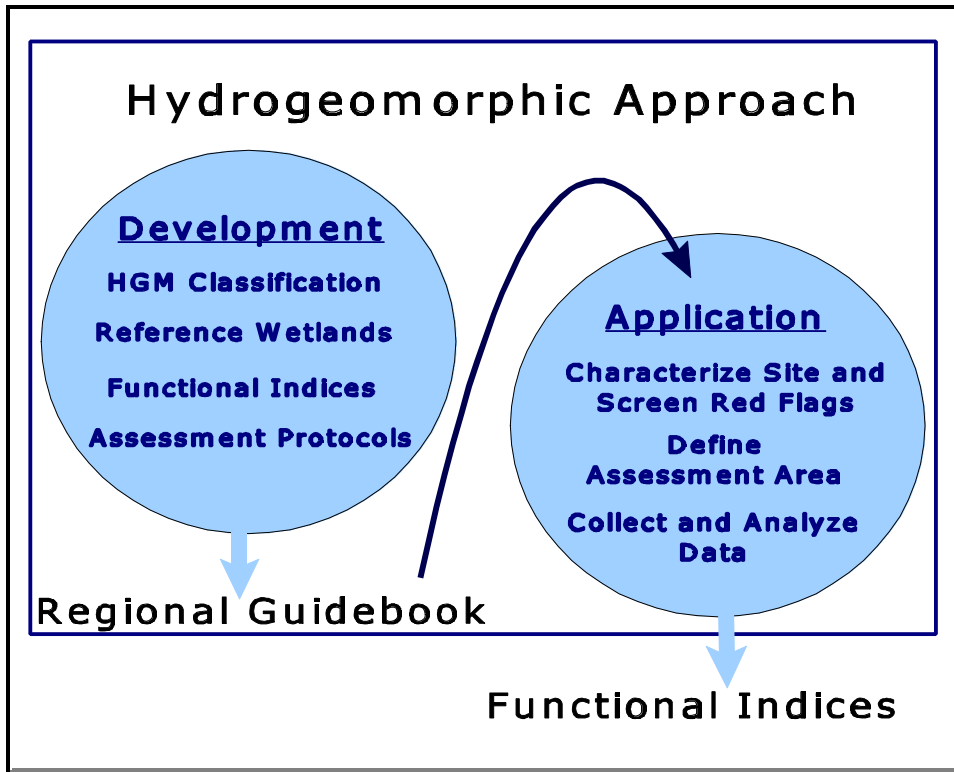 Hydrogeomorphic Approach
Development
HGM Classification
Reference Wetlands
Functional Indices
Assessment Protocols
Regional Guidebook
Application
Characterize Site and
Screen Red Flags
Define
Assessment Area
Collect and Analyze
Data
Functional Indices